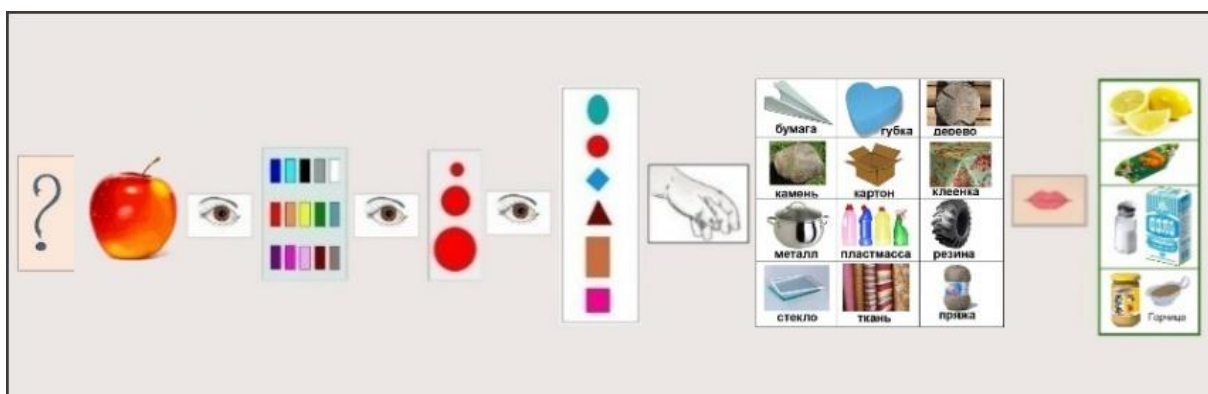 ?
бумага
губка
дерево
камень
картон
клеенка
металл
пластмасса
резина
стекло
ткань
пряжа
Горчица